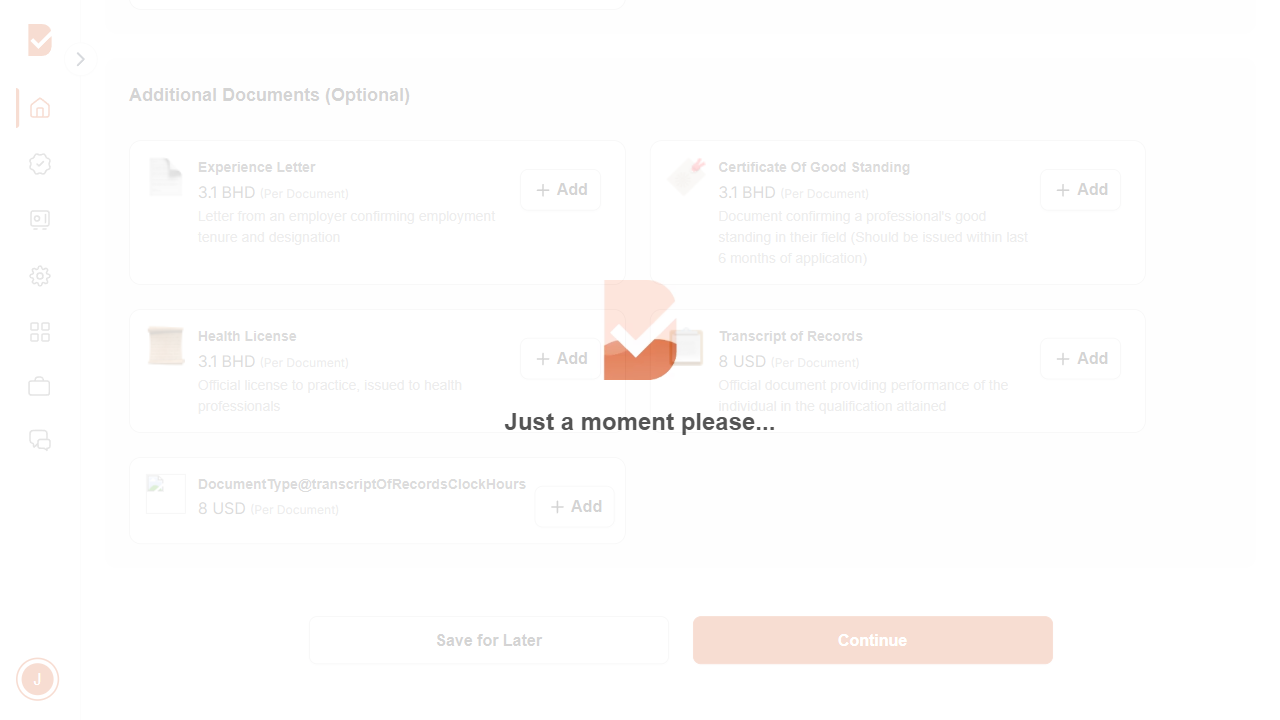 Additional Documents (Optional)
Experience Letter
3.1 BHD (Per Document)
Letter from an employer confirming employment
tenure and designation
Add
Certificate Of Good Standing
3.1 BHD (Per Document)
Document confirming a professional's good
standing in their field (Should be issued within last
6 months of application)
Add
Health License
3.1 BHD (Per Document)
Official license to practice, issued to health
professionals
Add
Transcript of Records
8 USD (Per Document)
Official document providing performance of the
individual in the qualification attained
Add
Just a moment please...
DocumentType@transcriptOfRecordsClockHours
8 USD (Per Document)
Add
Save for Later
Continue
J